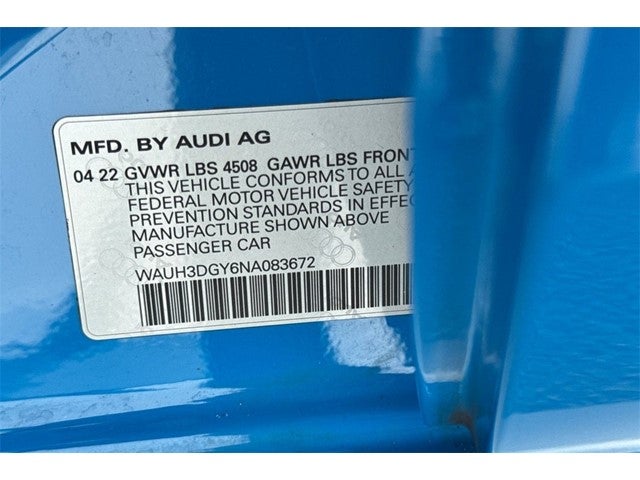 MFD. BY AUDI AG
04 22 GVWR LBS 4508 GAWR LBS FRONT
THIS VEHICLE CONFORMS TO ALL
FEDERAL MOTOR VEHICLE SAFETY
PREVENTION STANDARDS IN EFFEC
MANUFACTURE SHOWN ABOVE
PASSENGER CAR
WAUH3DGY6NA083672